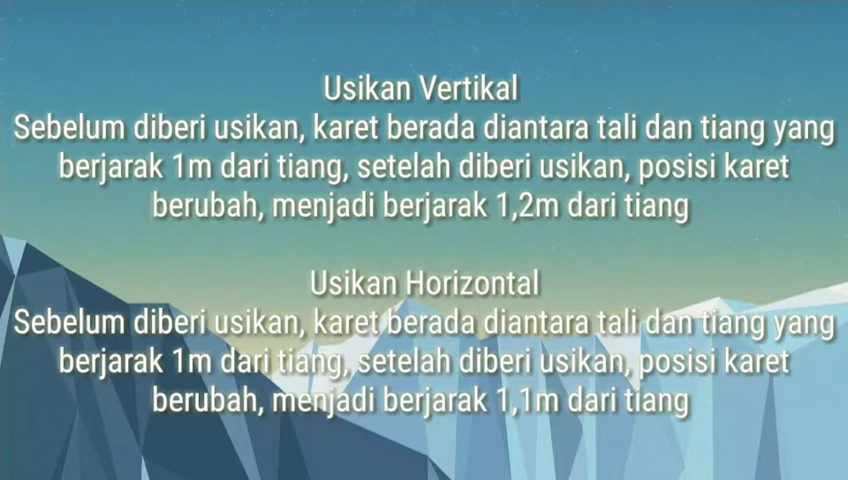 Usikan Vertikal
Sebelum diberi usikan, karet berada diantara tali dan tiang yang
berjarak 1m dari tiang, setelah diberi usikan, posisi karet
berubah, menjadi berjarak 1,2m dari tiang
Usikan Horizontal
Sebelum diberi usikan, karet berada diantara tali dan tiang yang
berjarak 1m dari tiang, setelah diberi usikan, posisi karet
berubah, menjadi berjarak 1,1m dari tiang